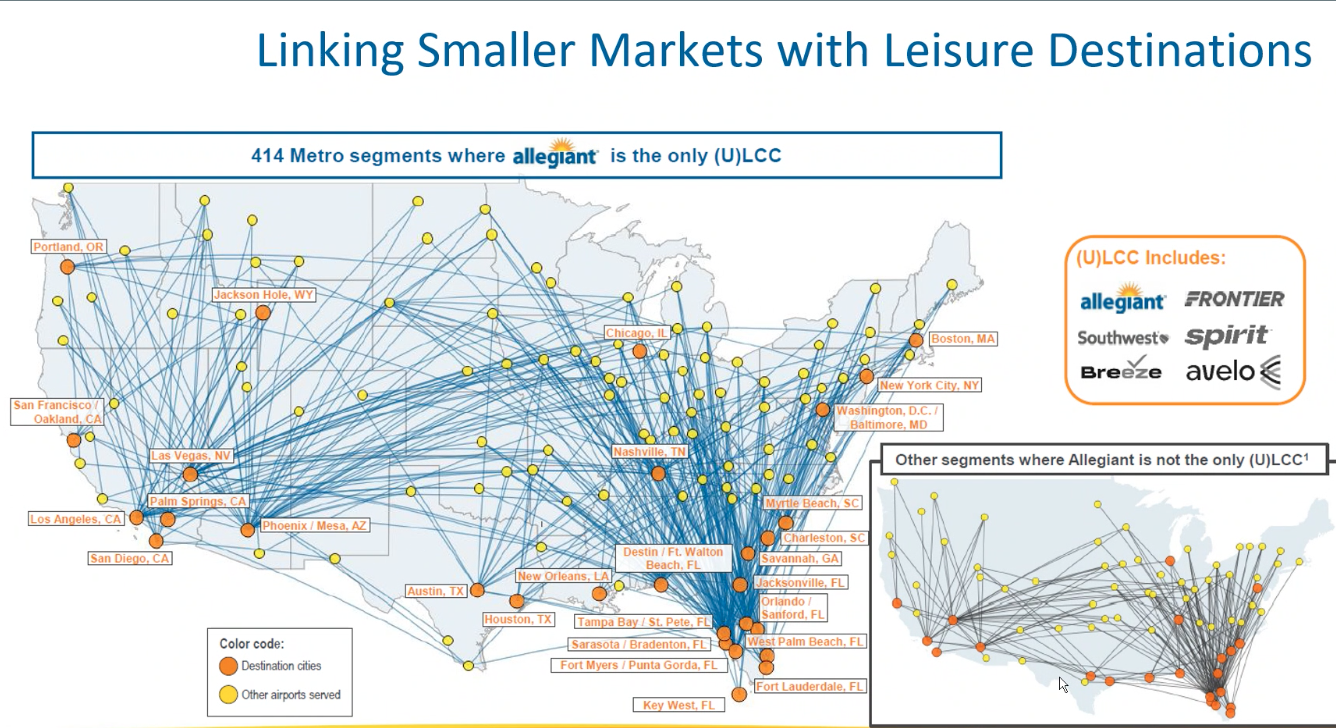 Linking Smaller Markets with Leisure Destinations
414 Metro segments where allegiant is the only (U)LCC
Portland, OR
Jackson Hole, WY
Chicago, IL
Boston, MA
New York City, NY
Washington, D.C. /
Baltimore, MD
San Francisco /
Oakland, CA
Las Vegas, NV
Nashville, TN
Palm Springs, CA
Los Angeles, CA
Phoenix / Mesa, AZ
San Diego, CA
Myrtle Beach, SC
Charleston, SC
Savannah, GA
Destin / Ft. Walton
Beach, FL
New Orleans, LA
Jacksonville, FL
Austin, TX
Houston, TX
Orlando /
Sanford, FL
Tampa Bay / St. Pete, FL
Sarasota / Bradenton, FL
West Palm Beach, FL
Fort Myers / Punta Gorda, FL
Fort Lauderdale, FL
Key West, FL
Color code:
Destination cities
Other airports served
(U)LCC Includes:
allegiant FRONTIER
Southwest spirit
Breeze avelo
Other segments where Allegiant is not the only (U)LCC¹